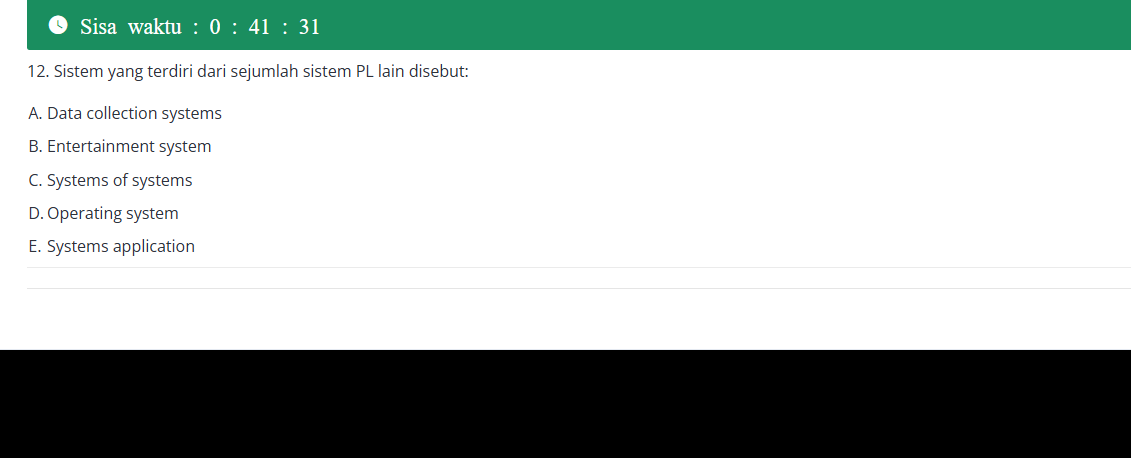 Sisa waktu : 0 : 41 : 31
12. Sistem yang terdiri dari sejumlah sistem PL lain disebut:
A. Data collection systems
B. Entertainment system
C. Systems of systems
D. Operating system
E. Systems application